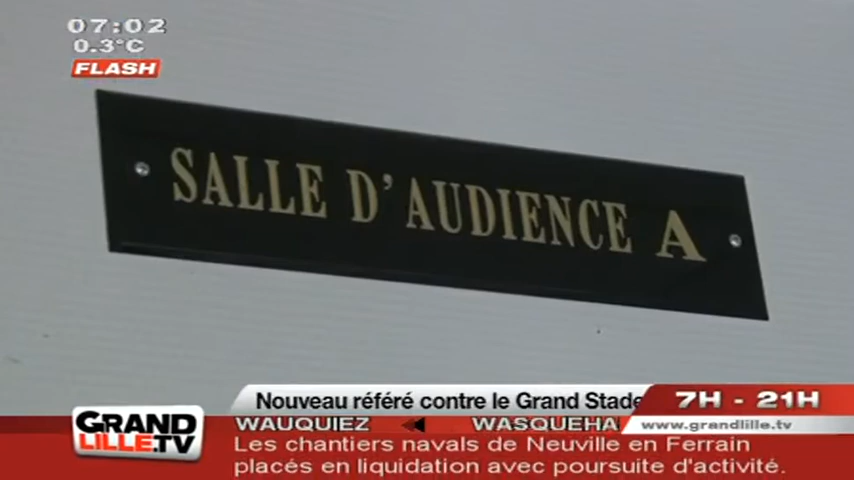 07:02
0.3°C
FLASH
SALLE D'AUDIENCE A
Nouveau référé contre le Grand Stade
7H - 21H
WAUQUIEZ
www.grandlille.tv
GRAND
LILLE.TV
Les chantiers navals de Neuville en Ferrain
placés en liquidation avec poursuite d'activité.